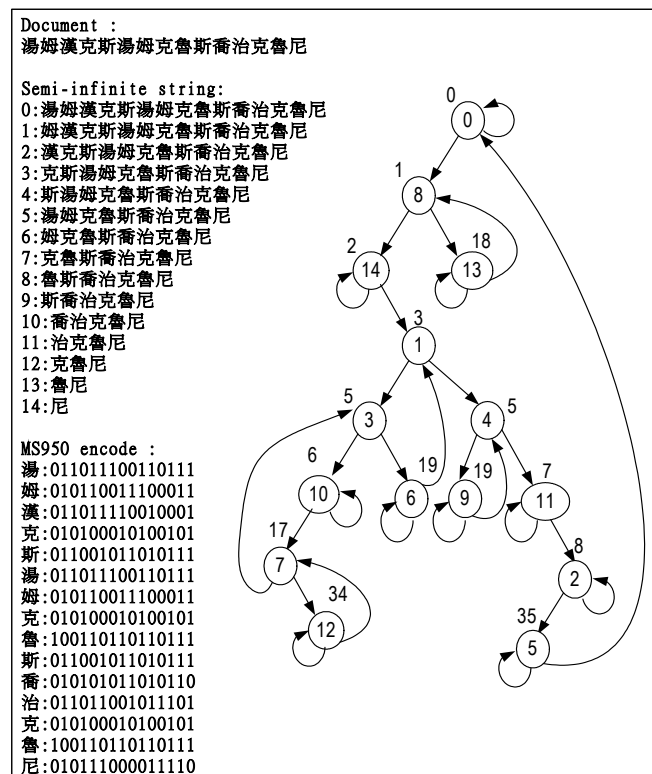 Document :
湯姆漢克斯湯姆克魯斯喬治克魯尼
Semi-infinite string:
0:湯姆漢克斯湯姆克魯斯喬治克魯尼
1:姆漢克斯湯姆克魯斯喬治克魯尼
2:漢克斯湯姆克魯斯喬治克魯尼
3:克斯湯姆克魯斯喬治克魯尼
4:斯湯姆克魯斯喬治克魯尼
5:湯姆克魯斯喬治克魯尼
6:姆克魯斯喬治克魯尼
7:克魯斯喬治克魯尼
8:魯斯喬治克魯尼
9:斯喬治克魯尼
10:喬治克魯尼
11:治克魯尼
12:克魯尼
13:魯尼
14:尼
MS950 encode :
湯:011011100110111
姆:010110011100011
漢:011011110010001
克:010100010100101
斯:011001011010111
湯:011011100110111
姆:010110011100011
克:010100010100101
魯:100110110110111
斯:011001011010111
喬:010101011010110
治:011011001011101
克:010100010100101
魯:100110110110111
尼:010111000011110
0
0
1
8
2
14
18
13
3
1
5
3
4
5
6
10
19
6
19
9
7
11
17
7
8
2
34
12
35
5